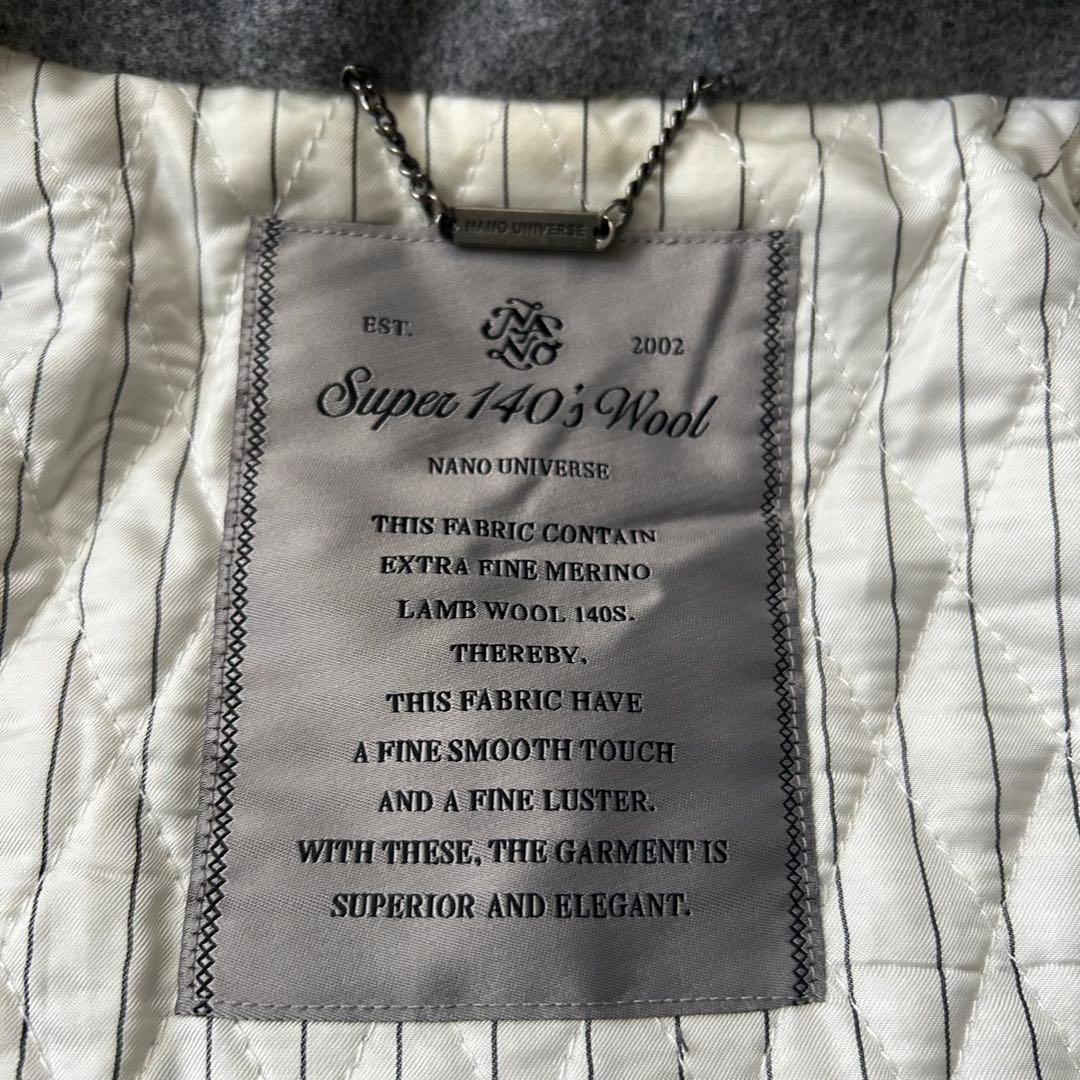 NANO UNIVERSE
EST. NANO 2002
Super 140's Wool
NANO UNIVERSE
THIS FABRIC CONTAIN
EXTRA FINE MERINO
LAMB WOOL 140S.
THEREBY,
THIS FABRIC HAVE
A FINE SMOOTH TOUCH
AND A FINE LUSTER.
WITH THESE, THE GARMENT IS
SUPERIOR AND ELEGANT.